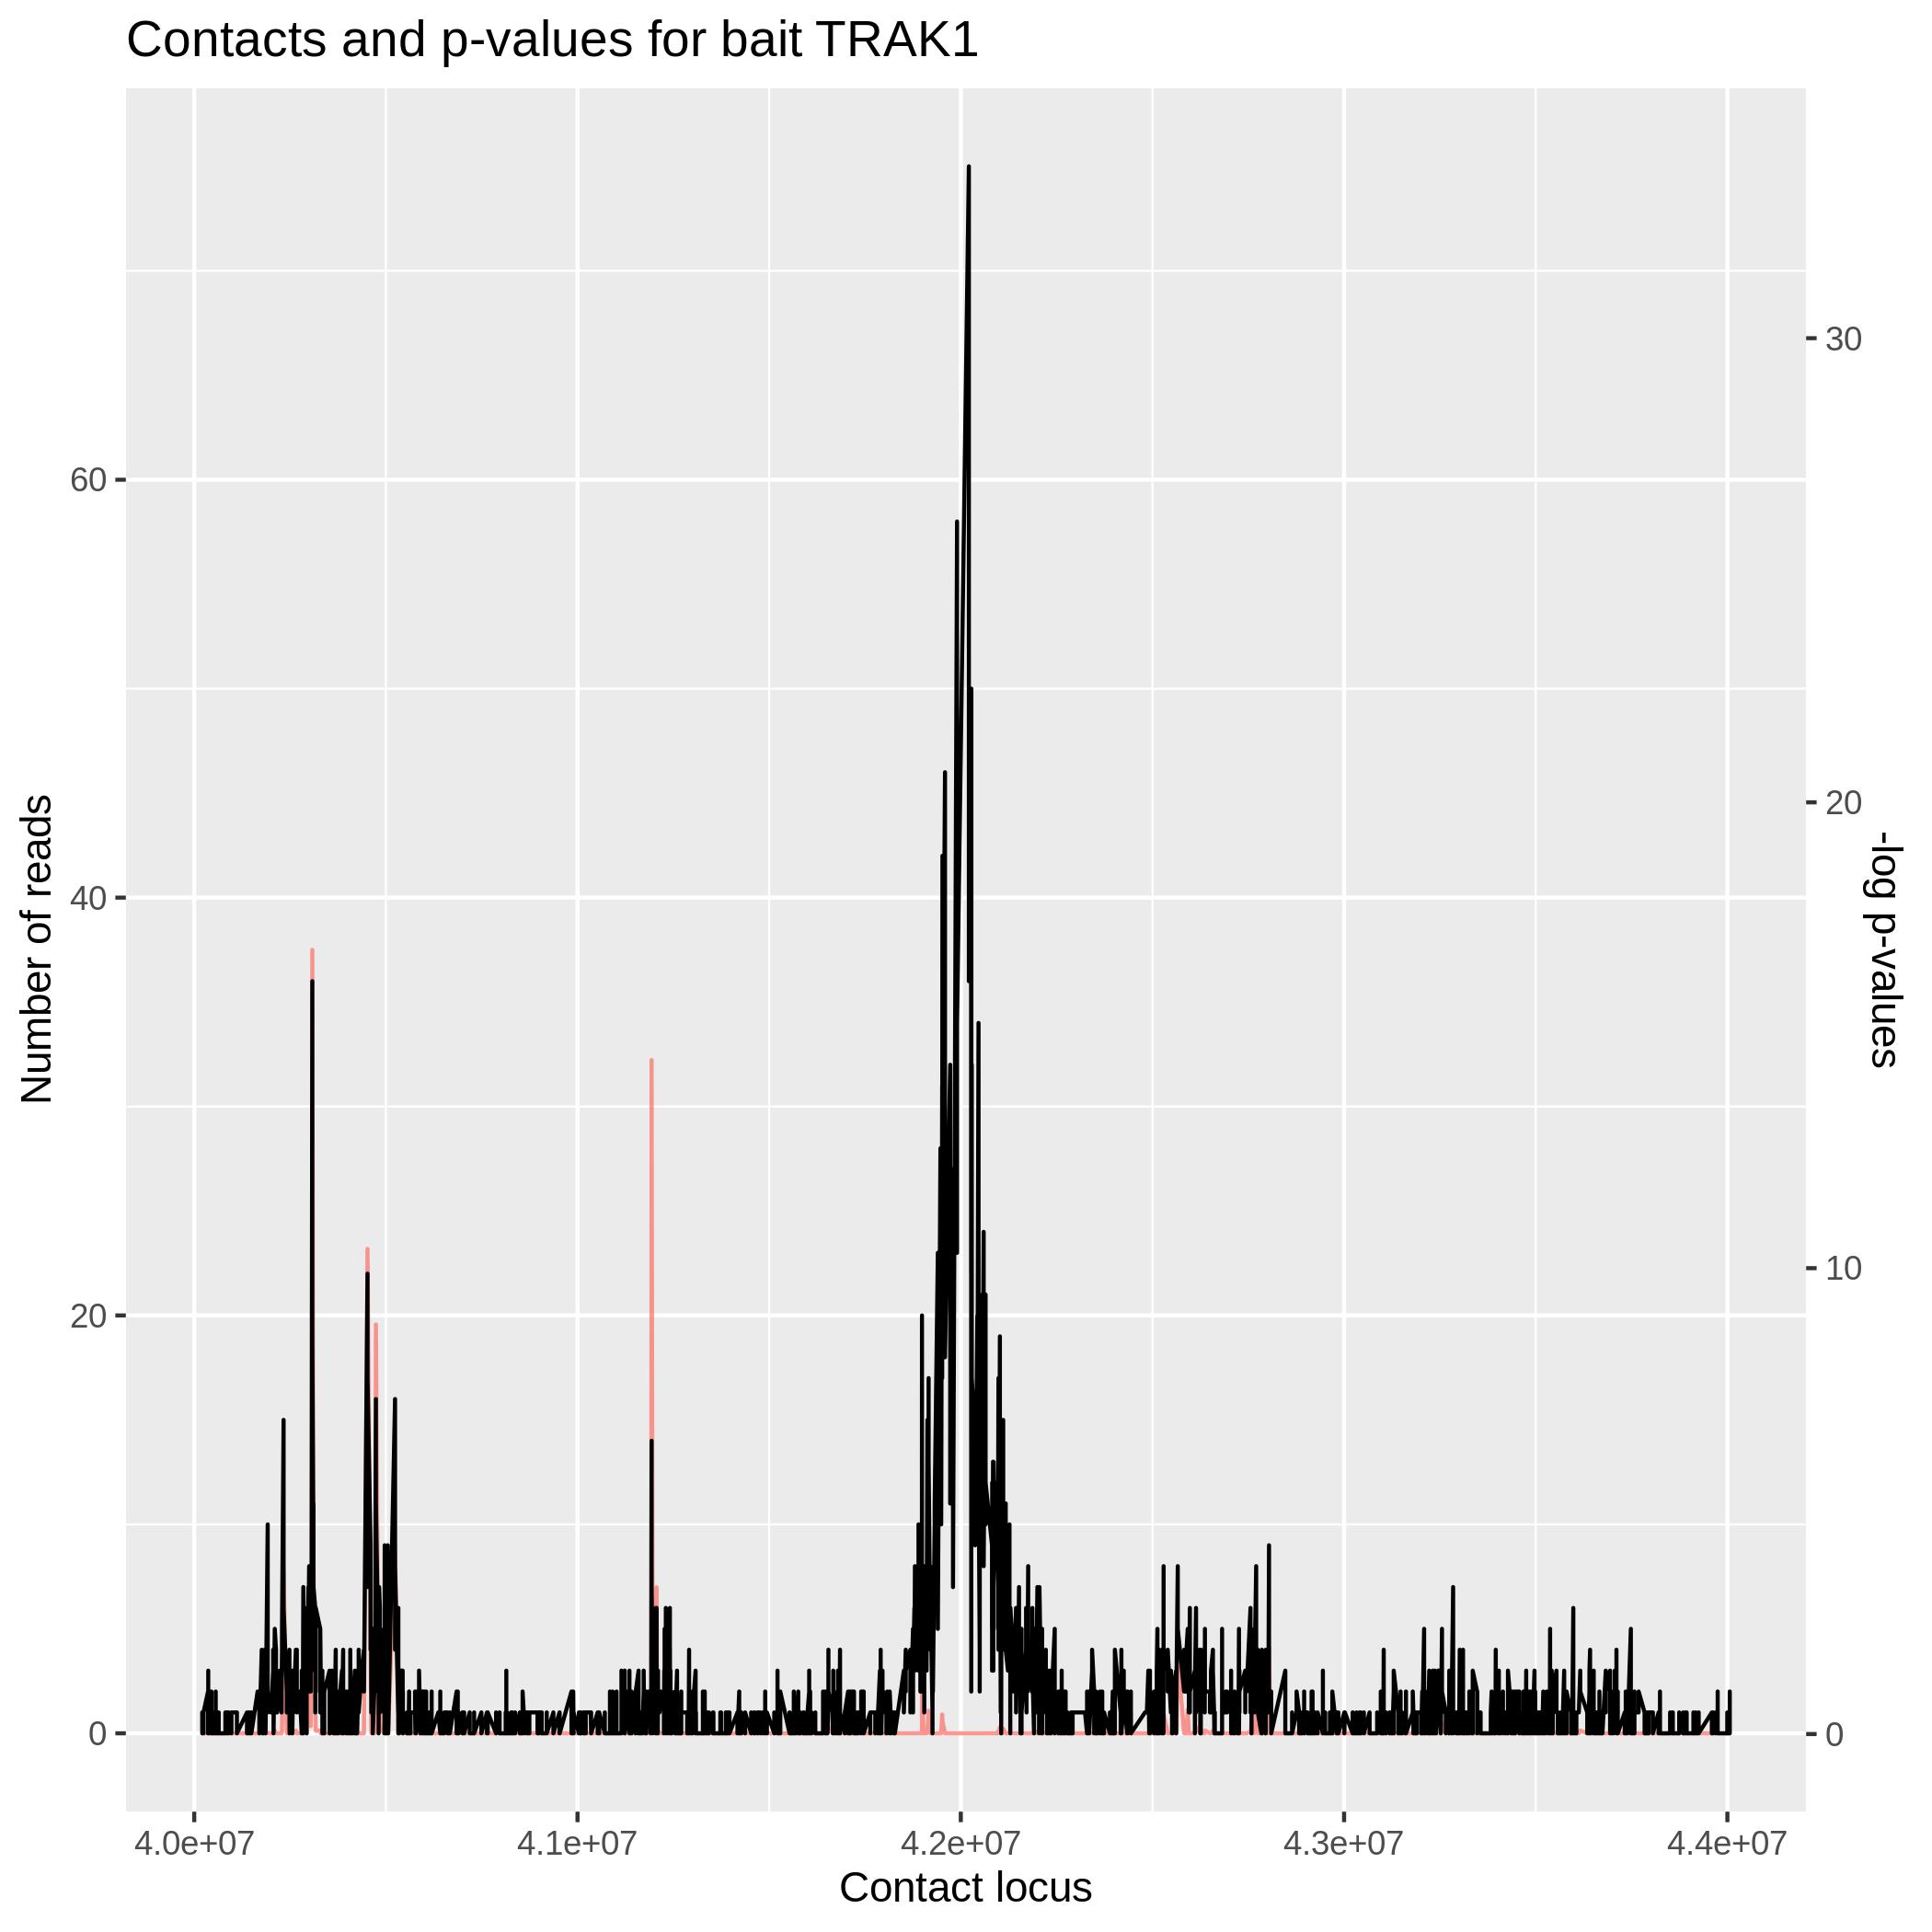 Contacts and p-values for bait TRAK1
Number of reads
60
40
20
0
30
20
10
0
-log p-values
4.0e+07
4.1e+07
4.2e+07
4.3e+07
4.4e+07
Contact locus